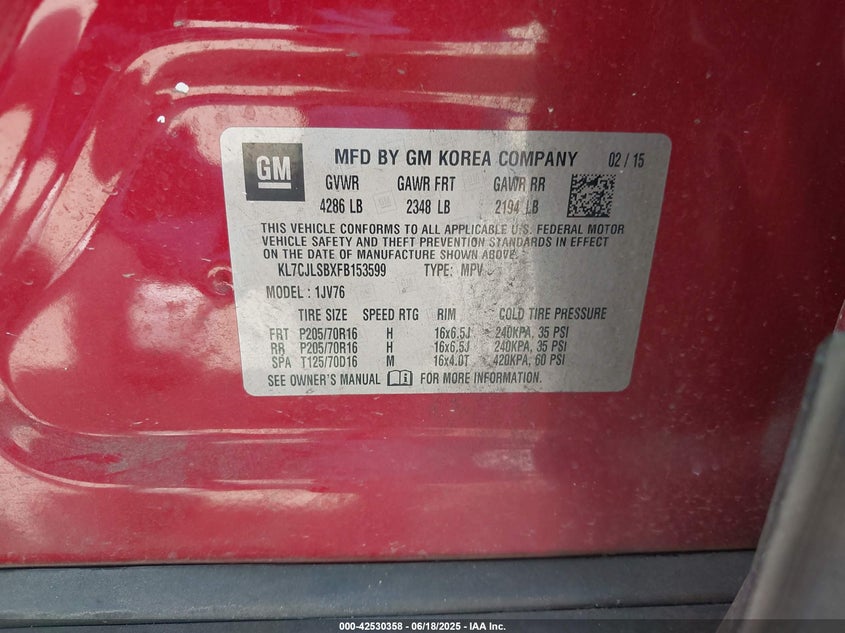 GM MFD BY GM KOREA COMPANY 02 / 15
GVWR GAWR FRT GAWR RR
4286 LB 2348 LB 2194 LB
THIS VEHICLE CONFORMS TO ALL APPLICABLE U.S. FEDERAL MOTOR
VEHICLE SAFETY AND THEFT PREVENTION STANDARDS IN EFFECT
ON THE DATE OF MANUFACTURE SHOWN ABOVE.
KL7CJLSBXFB153599 TYPE: MPV
MODEL : 1JV76
TIRE SIZE SPEED RTG RIM COLD TIRE PRESSURE
FRT P205/70R16 H 16x6.5J 240KPA, 35 PSI
RR P205/70R16 H 16x6.5J 240KPA, 35 PSI
SPA T125/70D16 M 16x4.0T 420KPA, 60 PSI
SEE OWNER'S MANUAL FOR MORE INFORMATION.
000-42530358 - 06/18/2025 - IAA Inc.